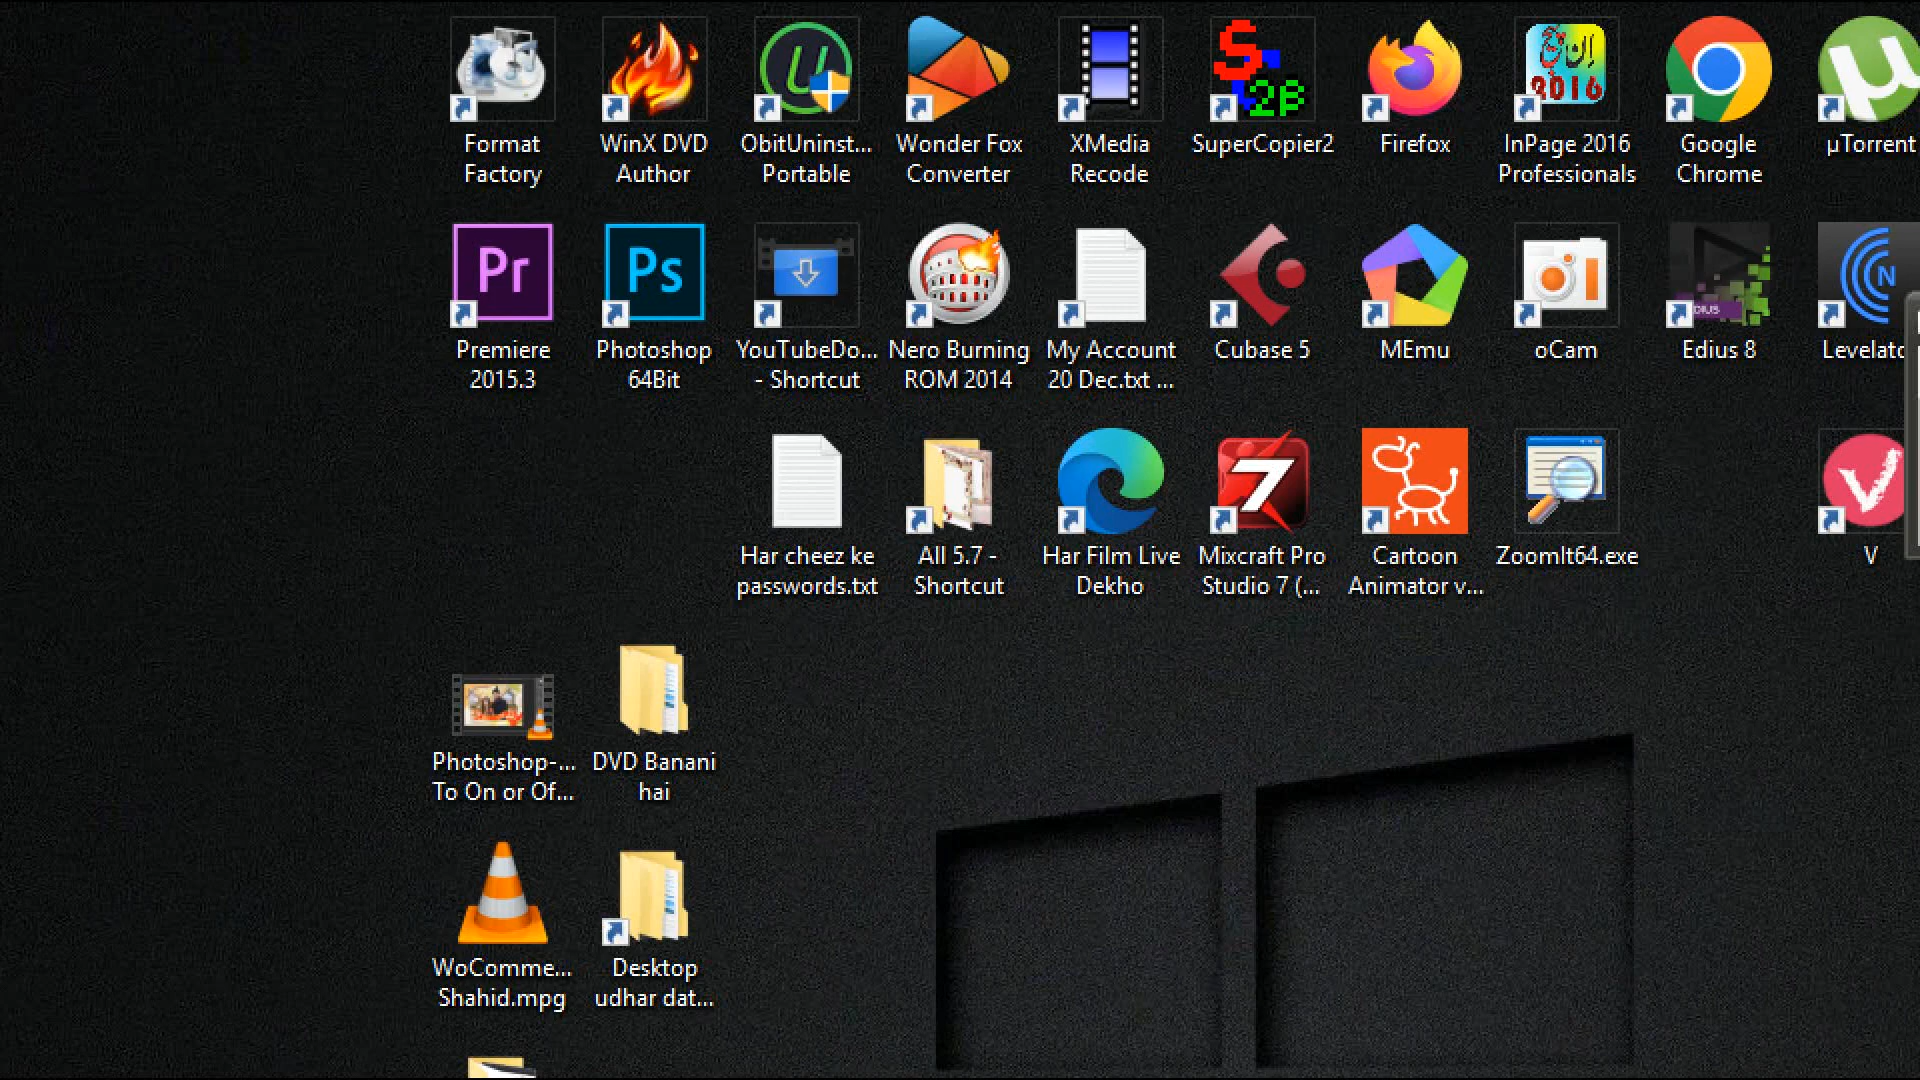 Format
Factory
WinX DVD
Author
ObitUninst...
Portable
Wonder Fox
Converter
XMedia
Recode
SuperCopier2
Firefox
InPage 2016
Professionals
Google
Chrome
µTorrent
Premiere
2015.3
Photoshop
64Bit
YouTubeDo...
- Shortcut
Nero Burning
ROM 2014
My Account
20 Dec.txt ...
Cubase 5
MEmu
oCam
Edius 8
Levelato
Har cheez ke
passwords.txt
All 5.7 -
Shortcut
Har Film Live
Dekho
Mixcraft Pro
Studio 7 (...
Cartoon
Animator v...
ZoomIt64.exe
V
Photoshop-...
To On or Of...
DVD Banani
hai
WoComme...
Shahid.mpg
Desktop
udhar dat...